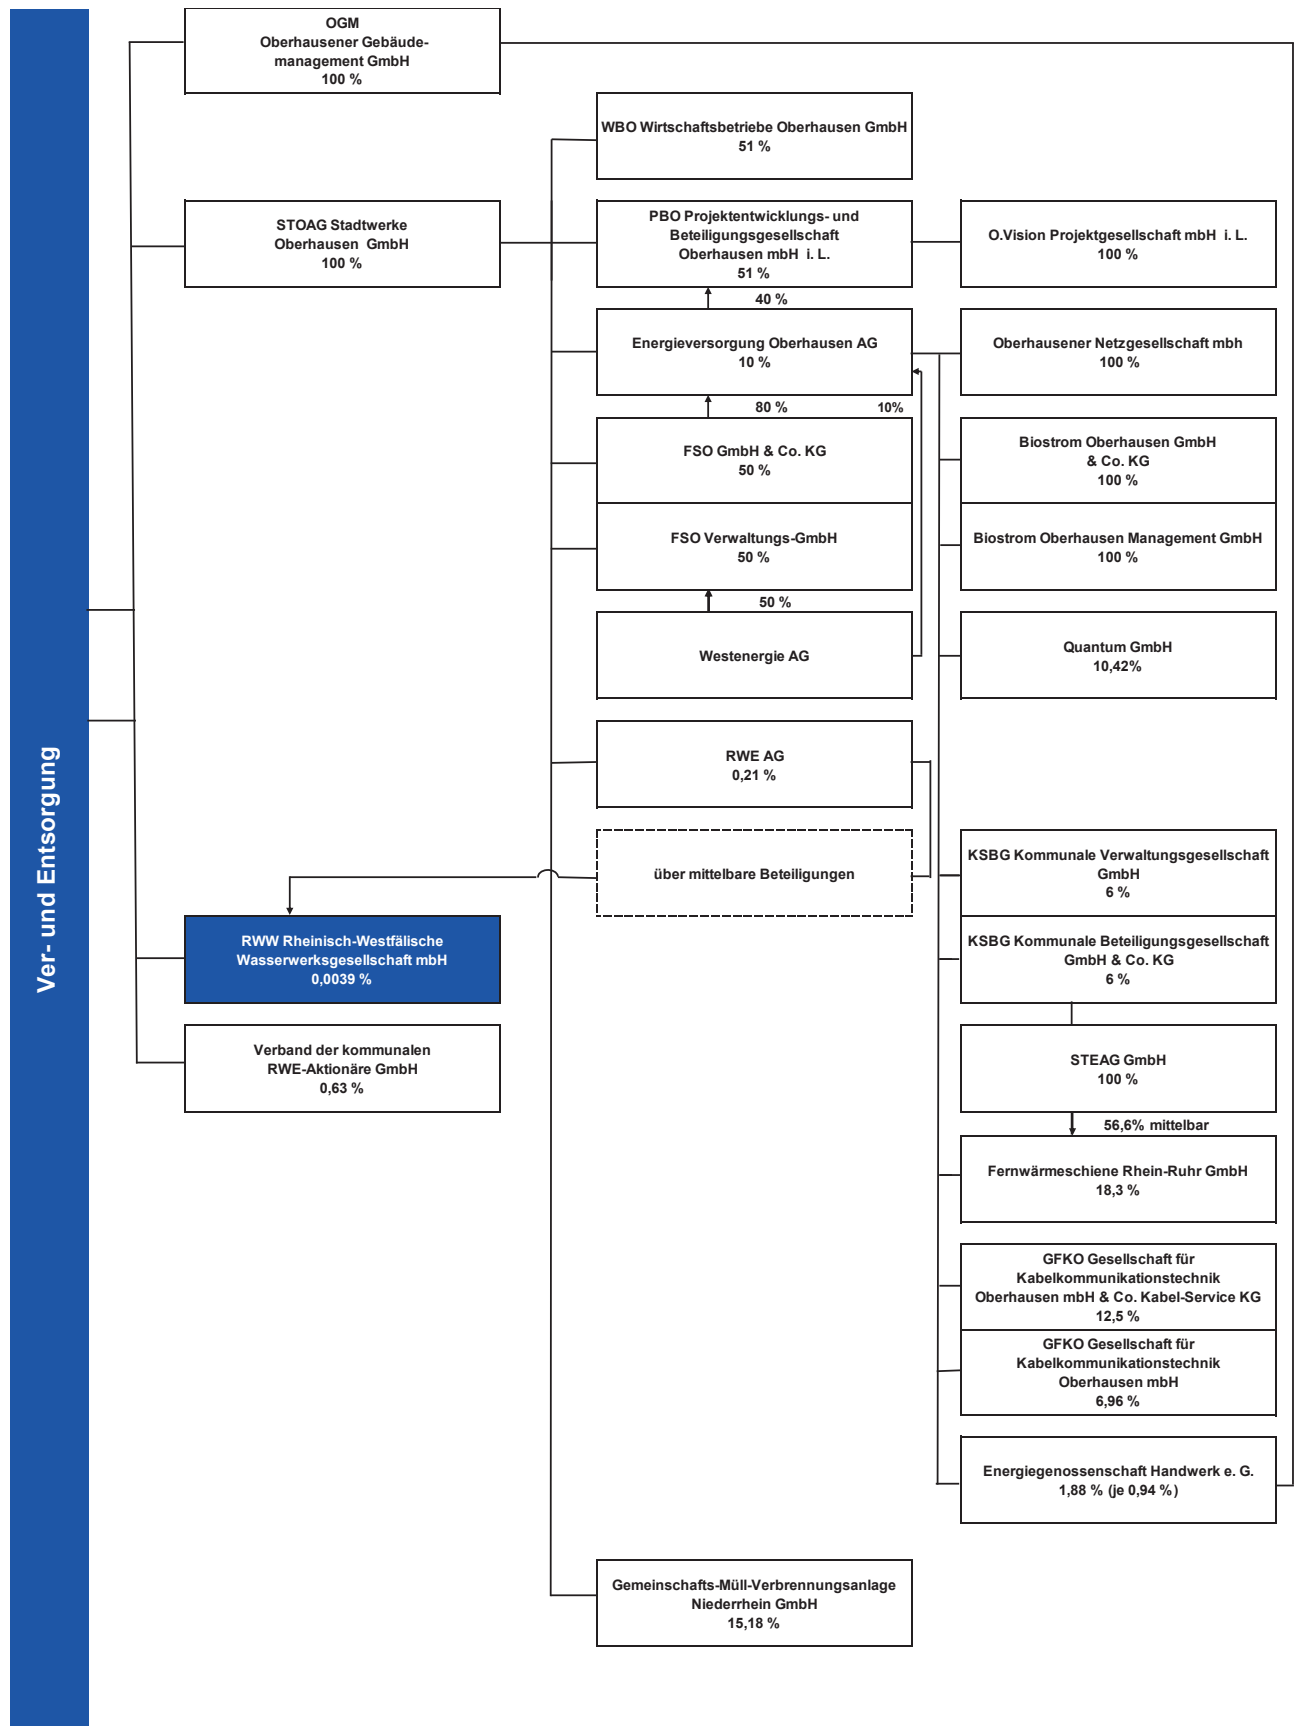 Ver- und Entsorgung
OGM
Oberhausener Gebäude-
management GmbH
100 %
WBO Wirtschaftsbetriebe Oberhausen GmbH
51 %
STOAG Stadtwerke
Oberhausen GmbH
100 %
PBO Projektentwicklungs- und
Beteiligungsgesellschaft
Oberhausen mbH i. L.
51 %
O.Vision Projektgesellschaft mbH i. L.
100 %
40 %
Energieversorgung Oberhausen AG
10 %
Oberhausener Netzgesellschaft mbh
100 %
80 %
10%
FSO GmbH & Co. KG
50 %
Biostrom Oberhausen GmbH
& Co. KG
100 %
FSO Verwaltungs-GmbH
50 %
Biostrom Oberhausen Management GmbH
100 %
50 %
Westenergie AG
Quantum GmbH
10,42%
RWE AG
0,21 %
über mittelbare Beteiligungen
KSBG Kommunale Verwaltungsgesellschaft
GmbH
6 %
RWW Rheinisch-Westfälische
Wasserwerksgesellschaft mbH
0,0039 %
KSBG Kommunale Beteiligungsgesellschaft
GmbH & Co. KG
6 %
Verband der kommunalen
RWE-Aktionäre GmbH
0,63 %
STEAG GmbH
100 %
56,6% mittelbar
Fernwärmeschiene Rhein-Ruhr GmbH
18,3 %
GFKO Gesellschaft für
Kabelkommunikationstechnik
Oberhausen mbH & Co. Kabel-Service KG
12,5 %
GFKO Gesellschaft für
Kabelkommunikationstechnik
Oberhausen mbH
6,96 %
Energiegenossenschaft Handwerk e. G.
1,88 % (je 0,94 %)
Gemeinschafts-Müll-Verbrennungsanlage
Niederrhein GmbH
15,18 %